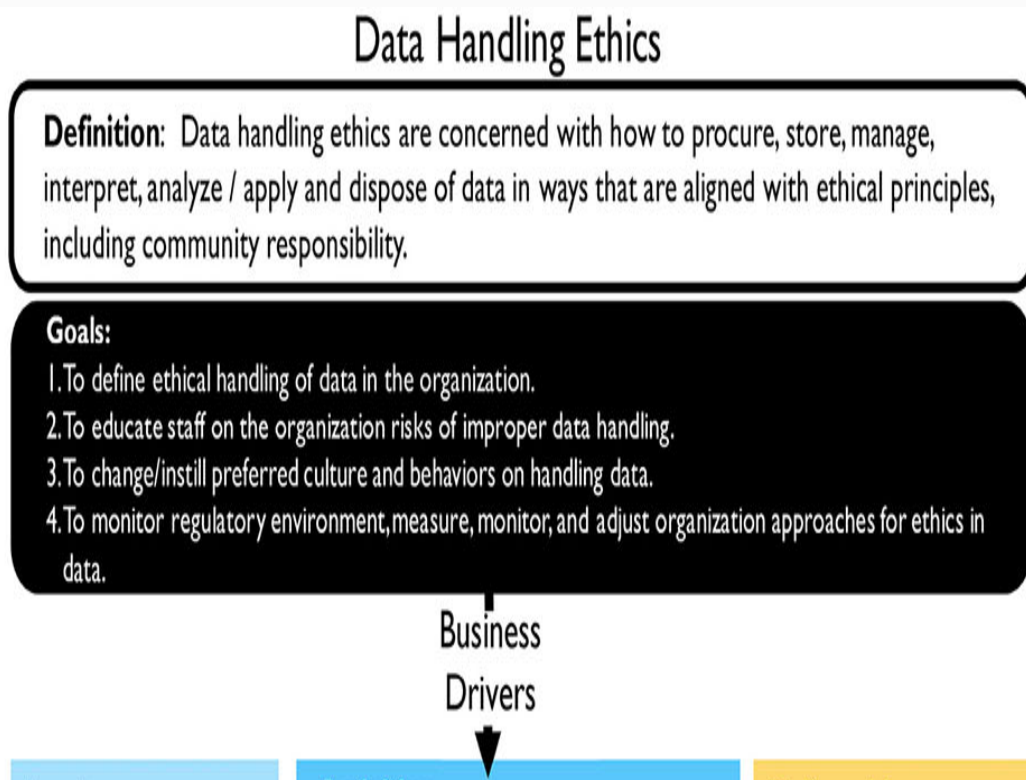 Data Handling Ethics
Definition: Data handling ethics are concerned with how to procure, store, manage,
interpret, analyze / apply and dispose of data in ways that are aligned with ethical principles,
including community responsibility.
Goals:
1.To define ethical handling of data in the organization.
2.To educate staff on the organization risks of improper data handling.
3.To change/instill preferred culture and behaviors on handling data.
4.To monitor regulatory environment, measure, monitor, and adjust organization approaches for ethics in
data.
Business
Drivers